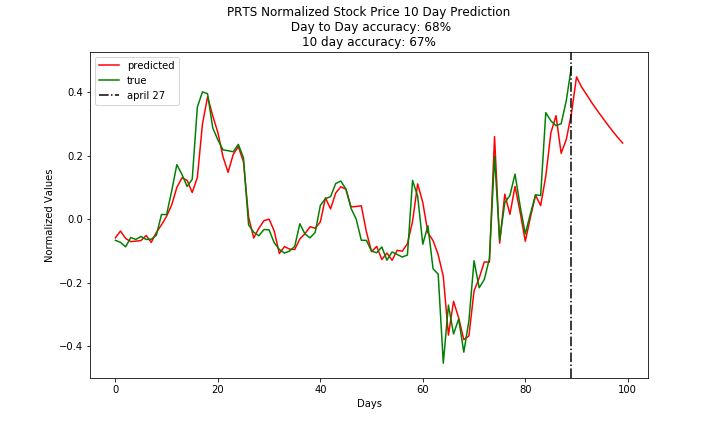 PRTS Normalized Stock Price 10 Day Prediction
Day to Day accuracy: 68%
10 day accuracy: 67%
predicted
true
april 27
Normalized Values
0.4
0.2
0.0
−0.2
−0.4
0 20 40 60 80 100
Days